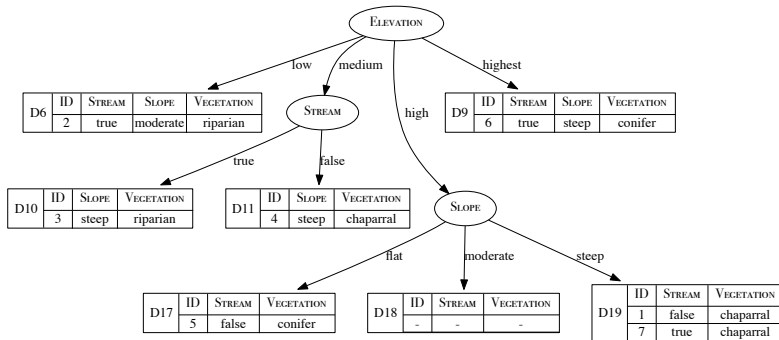 ELEVATION
low
medium
high
highest
D6
ID STREAM SLOPE VEGETATION
2 true moderate riparian
STREAM
D9
ID STREAM SLOPE VEGETATION
6 true steep conifer
true
false
D10
ID SLOPE VEGETATION
3 steep riparian
D11
ID SLOPE VEGETATION
4 steep chaparral
SLOPE
flat
moderate
steep
D17
ID STREAM VEGETATION
5 false conifer
D18
ID STREAM VEGETATION
- - -
D19
ID STREAM VEGETATION
1 false chaparral
7 true chaparral